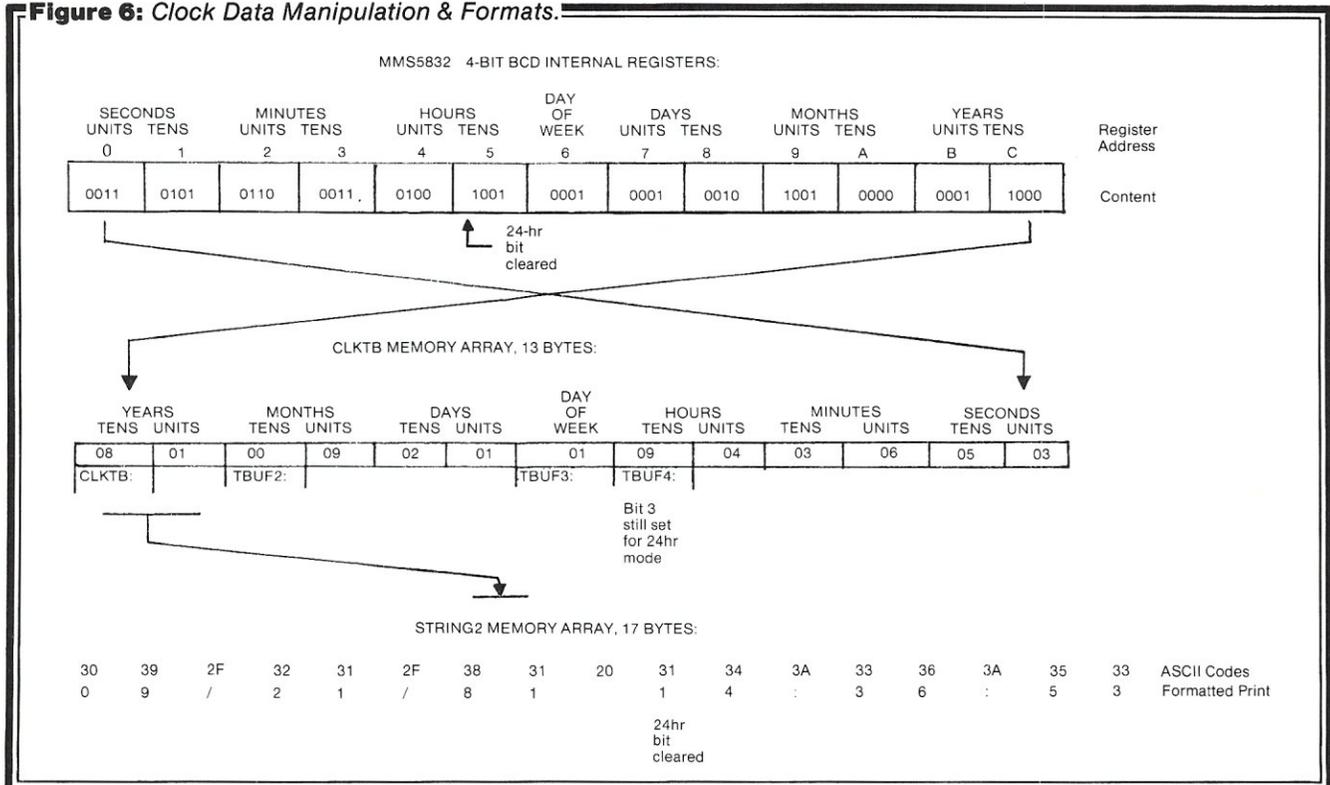 Figure 6: Clock Data Manipulation & Formats.
MMS5832 4-BIT BCD INTERNAL REGISTERS:
SECONDS MINUTES HOURS DAY OF WEEK DAYS MONTHS YEARS
UNITS TENS UNITS TENS UNITS TENS UNITS TENS UNITS TENS UNITS TENS Register Address
0 1 2 3 4 5 6 7 8 9 A B C
0011 0101 0110 0011. 0100 1001 0001 0001 0010 1001 0000 0001 1000 Content
24-hr
bit
cleared
CLKTB MEMORY ARRAY, 13 BYTES:
YEARS MONTHS DAYS DAY OF WEEK HOURS MINUTES SECONDS
TENS UNITS TENS UNITS TENS UNITS TENS UNITS TENS UNITS TENS UNITS
08 01 00 09 02 01 01 09 04 03 06 05 03
CLKTB: TBUF2: TBUF3: TBUF4:
Bit 3
still set
for 24hr
mode
STRING2 MEMORY ARRAY, 17 BYTES:
30 39 2F 32 31 2F 38 31 20 31 34 3A 33 36 3A 35 33 ASCII Codes
0 9 / 2 1 / 8 1 1 4 : 3 6 : 5 3 Formatted Print
24hr
bit
cleared